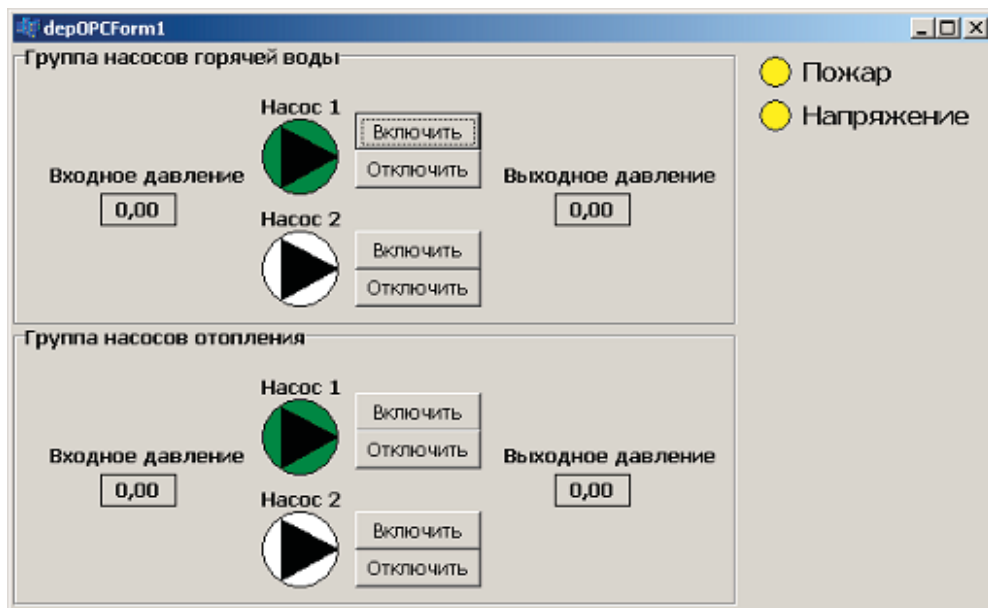 depOPCForm1
Группа насосов горячей воды
Пожар
Напряжение
Насос 1
Включить
Отключить
Входное давление
0,00
Выходное давление
0,00
Насос 2
Включить
Отключить
Группа насосов отопления
Насос 1
Включить
Отключить
Входное давление
0,00
Выходное давление
0,00
Насос 2
Включить
Отключить